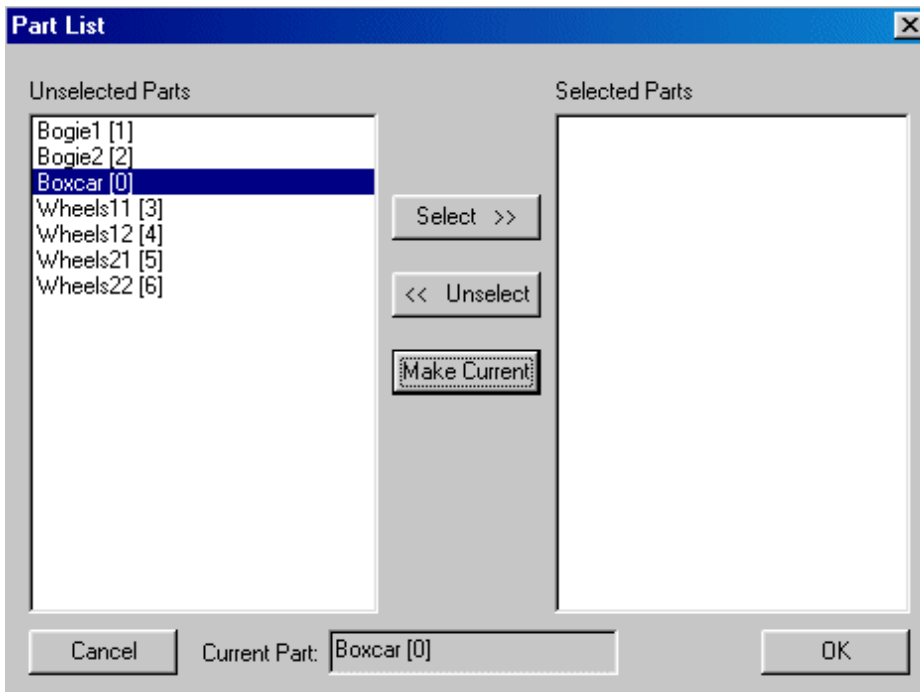 Part List
Unselected Parts
Bogie1 [1]
Bogie2 [2]
Boxcar [0]
Wheels11 [3]
Wheels12 [4]
Wheels21 [5]
Wheels22 [6]
Select >>
<< Unselect
Make Current
Selected Parts
Cancel
Current Part: Boxcar [0]
OK